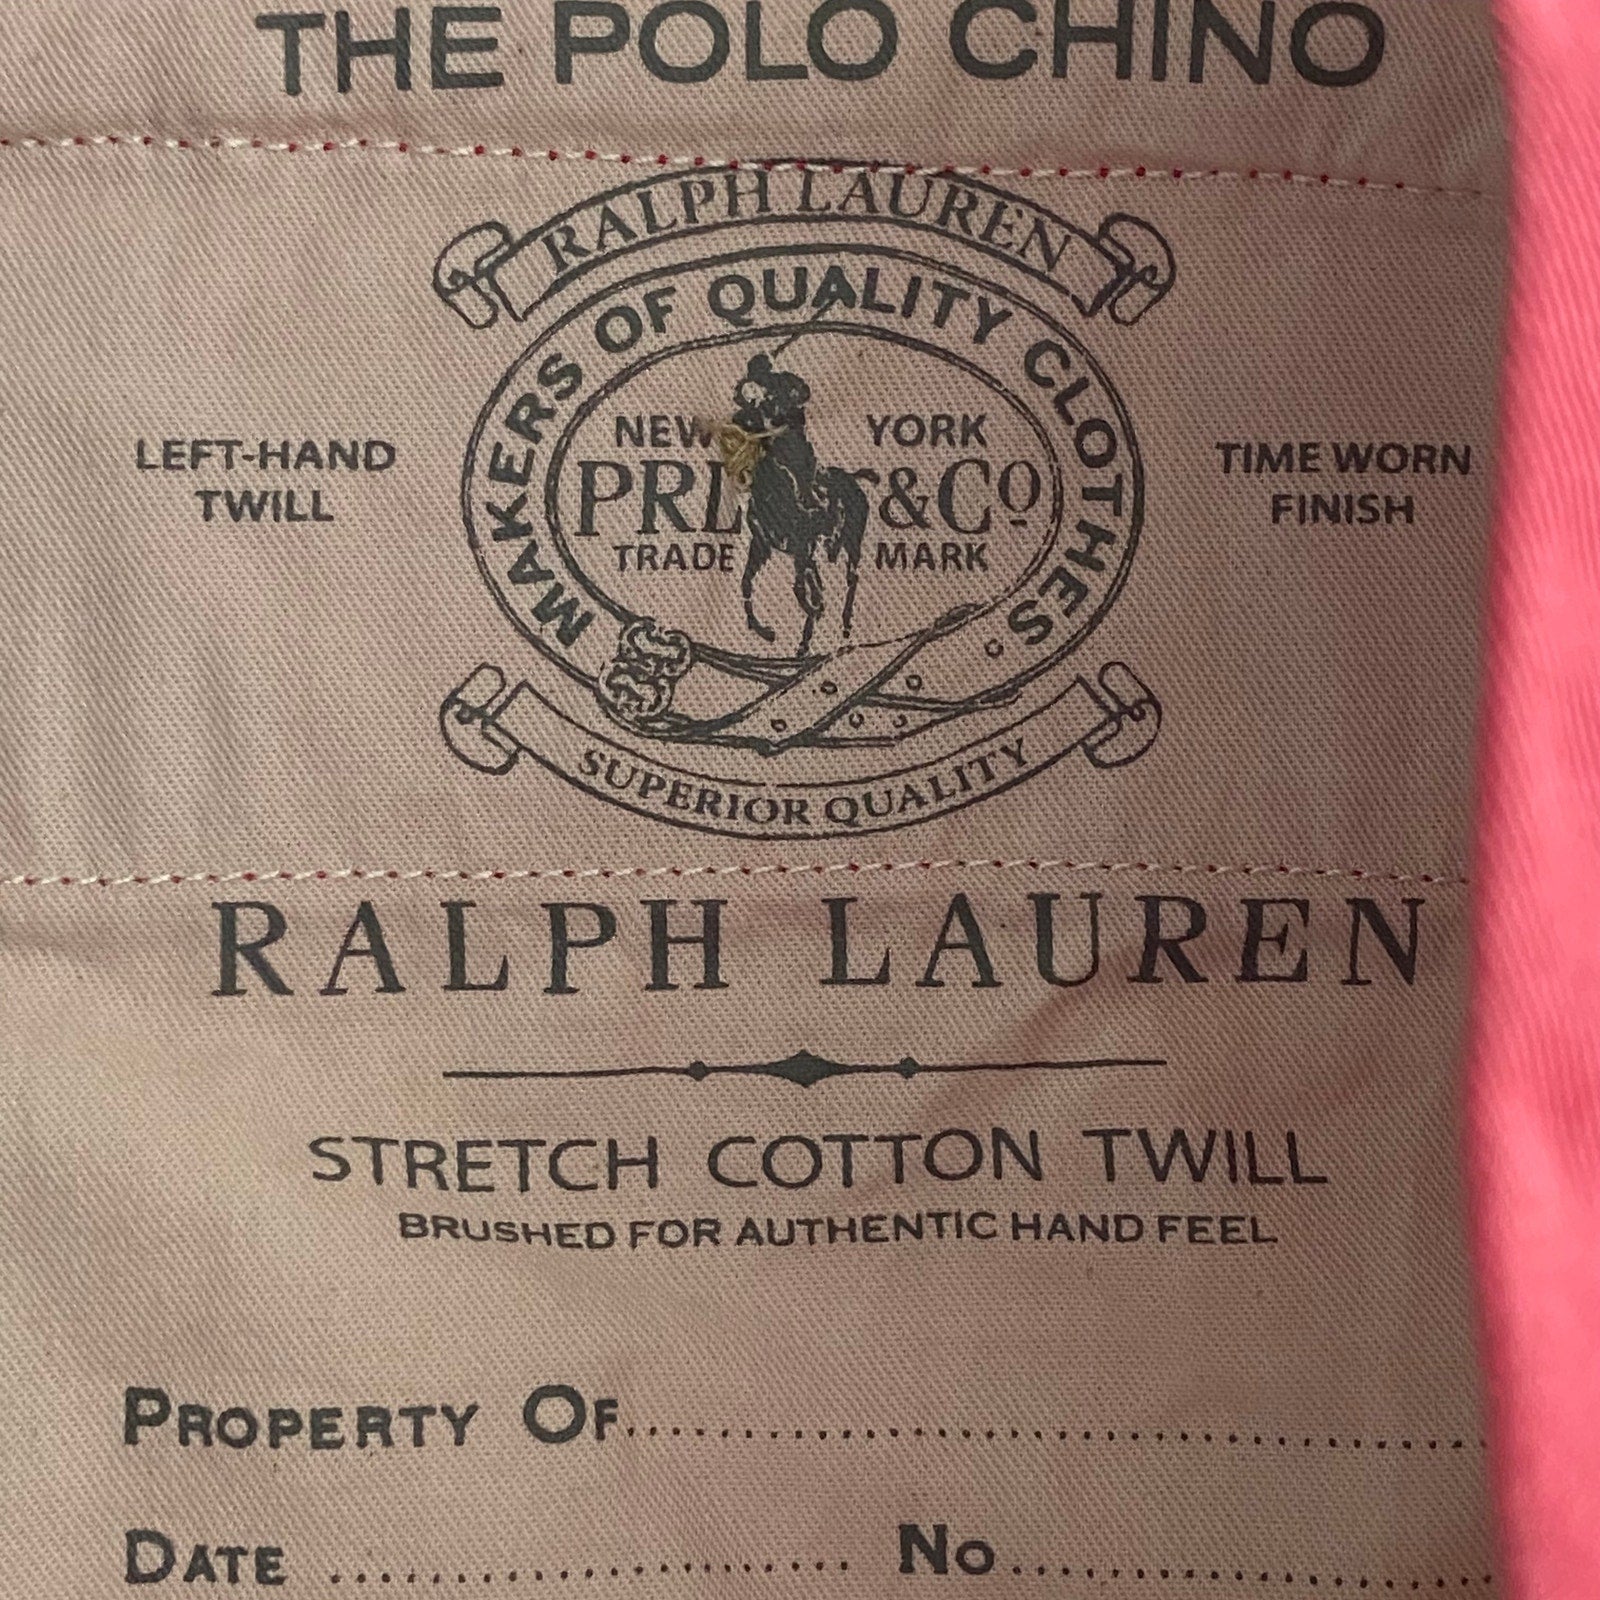 THE POLO CHINO
RALPH LAUREN
MAKERS OF QUALITY CLOTHES.
LEFT-HAND
TWILL
NEW YORK
PRL &Co
TRADE MARK
TIME WORN
FINISH
SUPERIOR QUALITY
RALPH LAUREN
STRETCH COTTON TWILL
BRUSHED FOR AUTHENTIC HAND FEEL
PROPERTY OF
DATE No